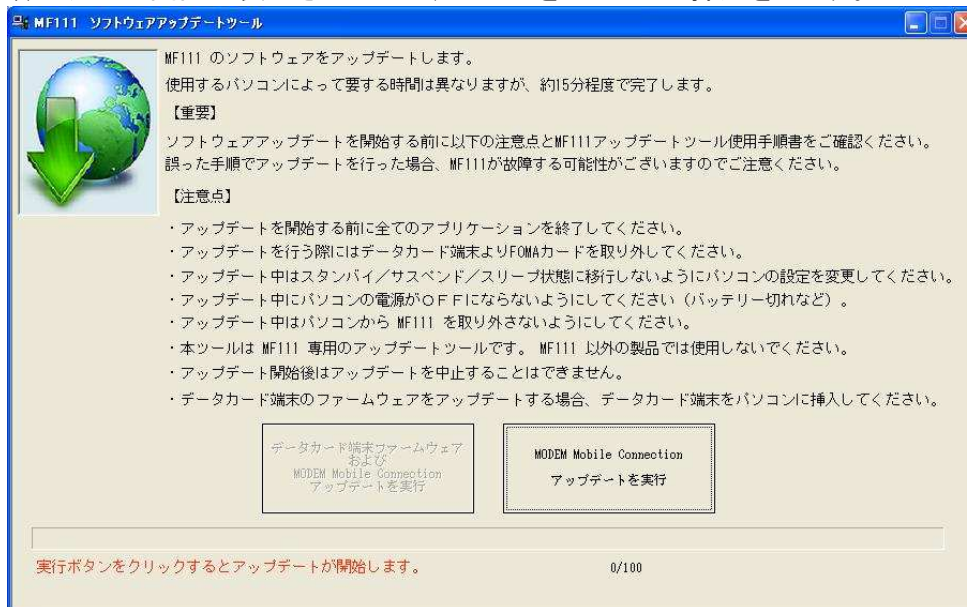 MF111 ソフトウェアアップデートツール
MF111 のソフトウェアをアップデートします。
使用するパソコンによって要する時間は異なりますが、約15分程度で完了します。
【重要】
ソフトウェアアップデートを開始する前に以下の注意点とMF111アップデートツール使用手順書をご確認ください。
誤った手順でアップデートを行った場合、MF111が故障する可能性がございますのでご注意ください。
【注意点】
・アップデートを開始する前に全てのアプリケーションを終了してください。
・アップデートを行う際にはデータカード端末よりFOMAカードを取り外してください。
・アップデート中はスタンバイ／サスペンド／スリープ状態に移行しないようにパソコンの設定を変更してください。
・アップデート中にパソコンの電源がＯＦＦにならないようにしてください（バッテリー切れなど）。
・アップデート中はパソコンから MF111 を取り外さないようにしてください。
・本ツールは MF111 専用のアップデートツールです。 MF111 以外の製品では使用しないでください。
・アップデート開始後はアップデートを中止することはできません。
・データカード端末のファームウェアをアップデートする場合、データカード端末をパソコンに挿入してください。
データカード端末ファームウェア
および
MODEM Mobile Connection
アップデートを実行
MODEM Mobile Connection
アップデートを実行
実行ボタンをクリックするとアップデートが開始します。
0/100